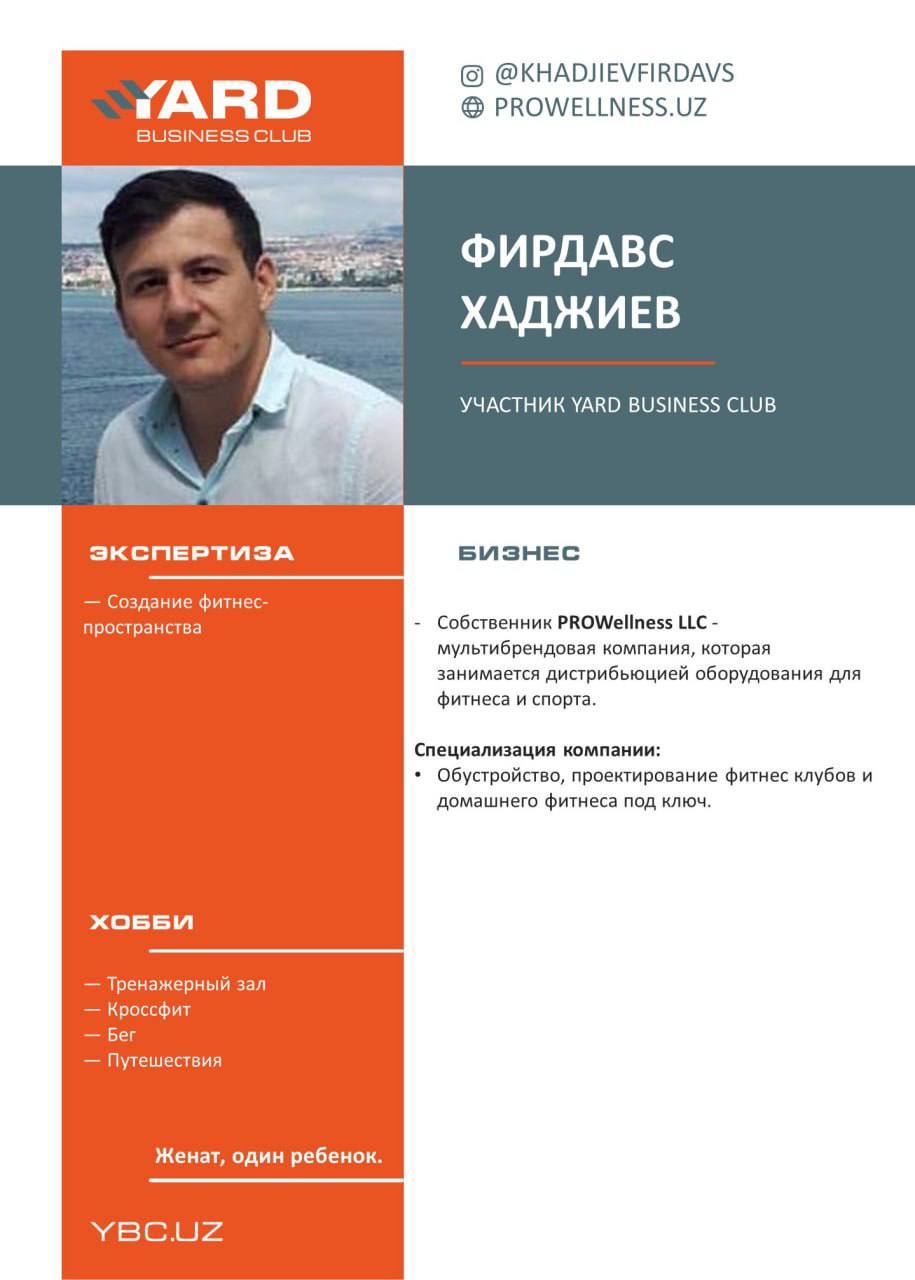 YARD
BUSINESS CLUB
@KHADJIEVFIRDAVS
PROWELLNESS.UZ
ФИРДАВС
ХАДЖИЕВ
УЧАСТНИК YARD BUSINESS CLUB
ЭКСПЕРТИЗА
— Создание фитнес-
пространства
БИЗНЕС
- Собственник PROWellness LLC -
мультибрендовая компания, которая
занимается дистрибьюцией оборудования для
фитнеса и спорта.
Специализация компании:
• Обустройство, проектирование фитнес клубов и
домашнего фитнеса под ключ.
ХОББИ
— Тренажерный зал
— Кроссфит
— Бег
— Путешествия
Женат, один ребенок.
YBC.UZ